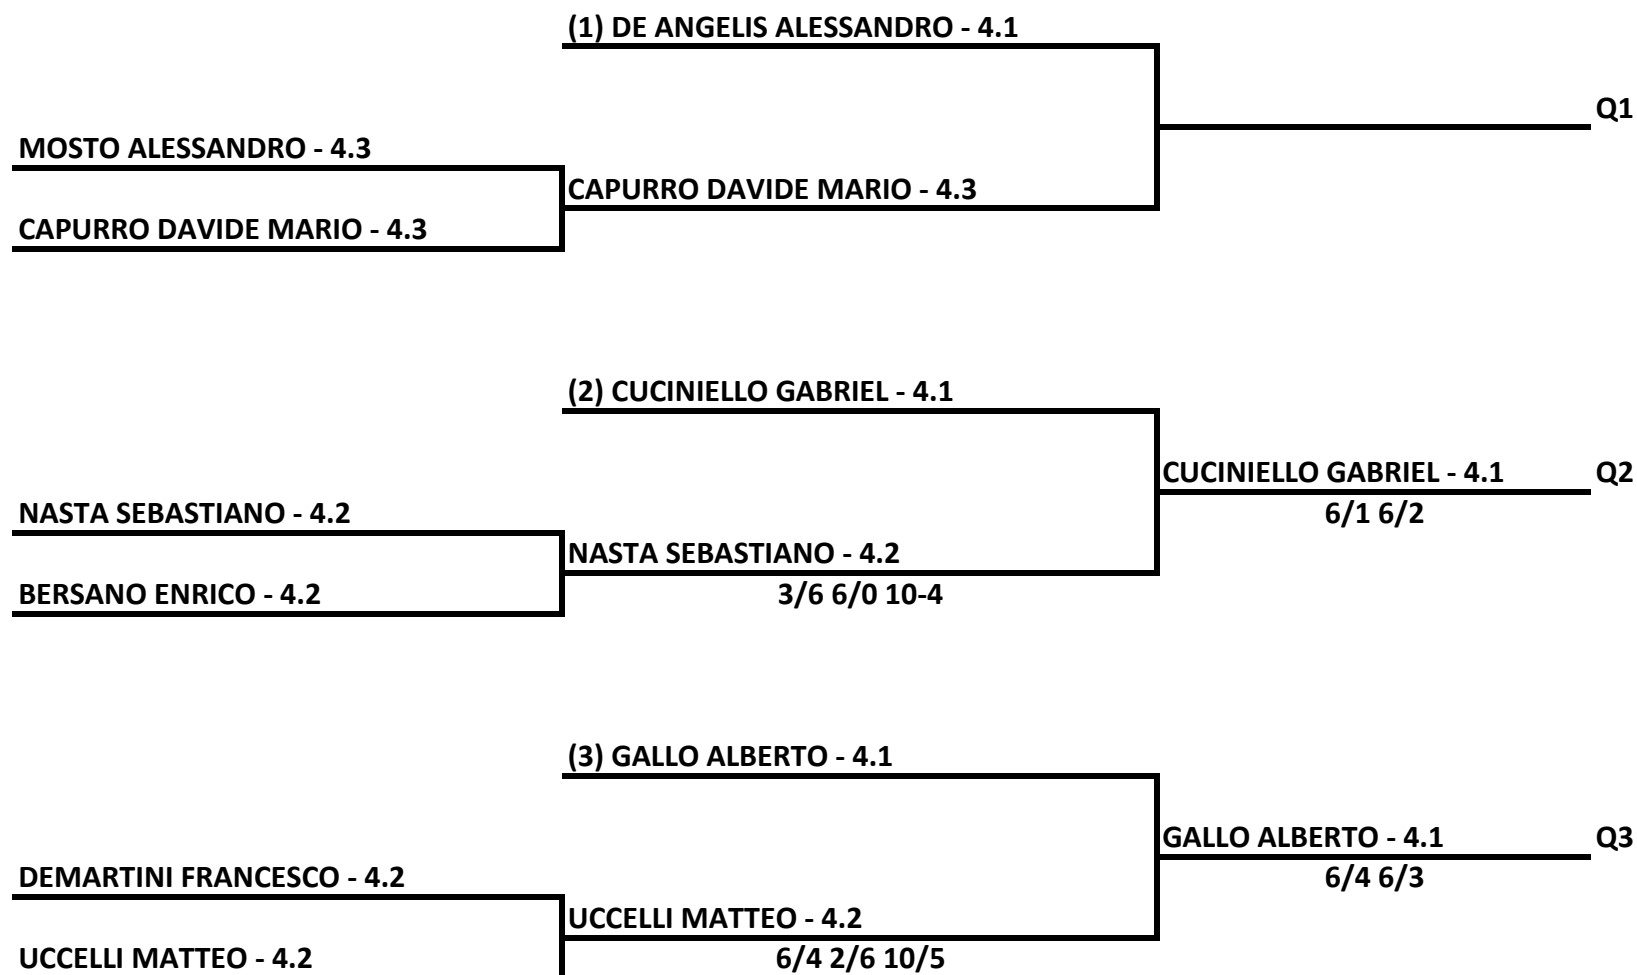 (1) DE ANGELIS ALESSANDRO - 4.1
Q1
MOSTO ALESSANDRO - 4.3
CAPURRO DAVIDE MARIO - 4.3
CAPURRO DAVIDE MARIO - 4.3
(2) CUCINIELLO GABRIEL - 4.1
CUCINIELLO GABRIEL - 4.1 Q2
NASTA SEBASTIANO - 4.2
6/1 6/2
NASTA SEBASTIANO - 4.2
BERSANO ENRICO - 4.2
3/6 6/0 10-4
(3) GALLO ALBERTO - 4.1
GALLO ALBERTO - 4.1 Q3
DEMARTINI FRANCESCO - 4.2
6/4 6/3
UCCELLI MATTEO - 4.2
UCCELLI MATTEO - 4.2
6/4 2/6 10/5